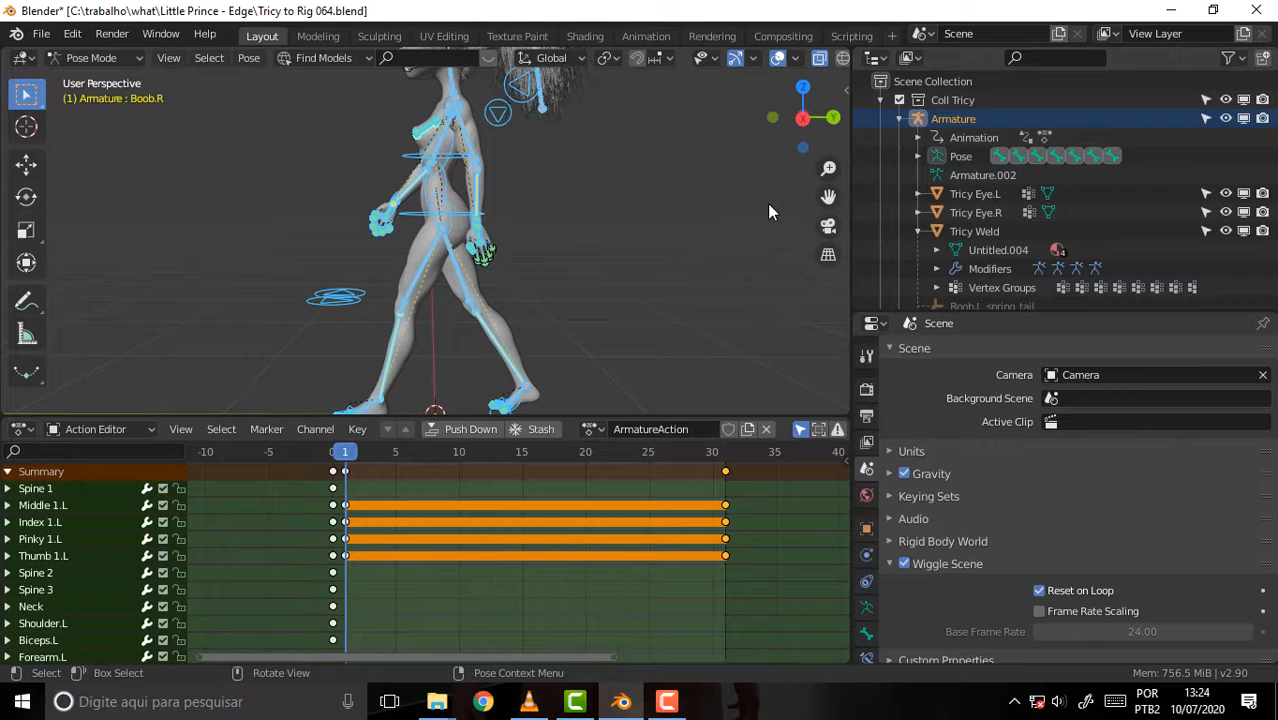 Blender* [C:\trabalho\what\Little Prince - Edge\Tricy to Rig 064.blend]
File Edit Render Window Help Layout Modeling Sculpting UV Editing Texture Paint Shading Animation Rendering Compositing Scripting Scene View Layer
Pose Mode View Select Pose Find Models Global
User Perspective
(1) Armature : Boob.R
Z
Y
X
Scene Collection
Coll Tricy
Armature
Animation
Pose
Armature.002
Tricy Eye.L
Tricy Eye.R
Tricy Weld
Untitled.004 4
Modifiers
Vertex Groups
Boob.L_spring_tail
Scene
Scene
Camera Camera
Background Scene
Active Clip
Units
Gravity
Keying Sets
Audio
Rigid Body World
Wiggle Scene
Reset on Loop
Frame Rate Scaling
Base Frame Rate 24.00
Custom Properties
Action Editor View Select Marker Channel Key Push Down Stash ArmatureAction
-10 -5 0 1 5 10 15 20 25 30 35 40
Summary
Spine 1
Middle 1.L
Index 1.L
Pinky 1.L
Thumb 1.L
Spine 2
Spine 3
Neck
Shoulder.L
Biceps.L
Forearm.L
Select Box Select Rotate View Pose Context Menu Mem: 756.5 MiB | v2.90
Digite aqui para pesquisar
POR
PTB2
13:24
10/07/2020